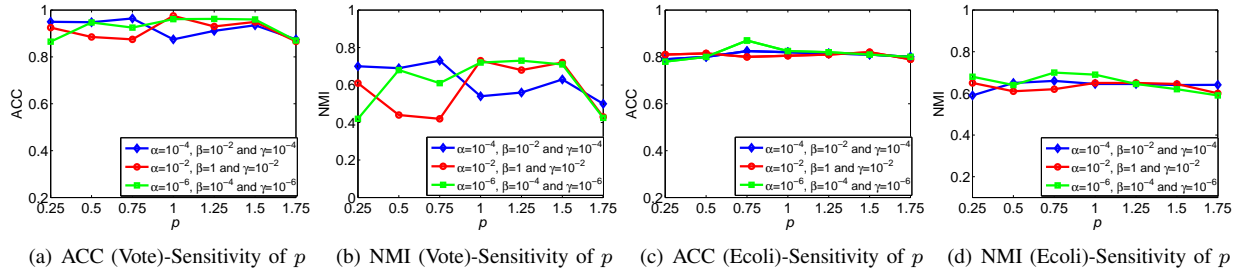 1
0.8
0.6
0.4
0.2
ACC
0.25 0.5 0.75 1 1.25 1.5 1.75
p
α=10⁻⁴, β=10⁻² and γ=10⁻⁴
α=10⁻², β=1 and γ=10⁻²
α=10⁻⁶, β=10⁻⁴ and γ=10⁻⁶
(a) ACC (Vote)-Sensitivity of p
0.8
0.6
0.4
0.2
0
NMI
0.25 0.5 0.75 1 1.25 1.5 1.75
p
α=10⁻⁴, β=10⁻² and γ=10⁻⁴
α=10⁻², β=1 and γ=10⁻²
α=10⁻⁶, β=10⁻⁴ and γ=10⁻⁶
(b) NMI (Vote)-Sensitivity of p
1
0.8
0.6
0.4
0.2
ACC
0.25 0.5 0.75 1 1.25 1.5 1.75
p
α=10⁻⁴, β=10⁻² and γ=10⁻⁴
α=10⁻², β=1 and γ=10⁻²
α=10⁻⁶, β=10⁻⁴ and γ=10⁻⁶
(c) ACC (Ecoli)-Sensitivity of p
1
0.8
0.6
0.4
0.2
NMI
0.25 0.5 0.75 1 1.25 1.5 1.75
p
α=10⁻⁴, β=10⁻² and γ=10⁻⁴
α=10⁻², β=1 and γ=10⁻²
α=10⁻⁶, β=10⁻⁴ and γ=10⁻⁶
(d) NMI (Ecoli)-Sensitivity of p